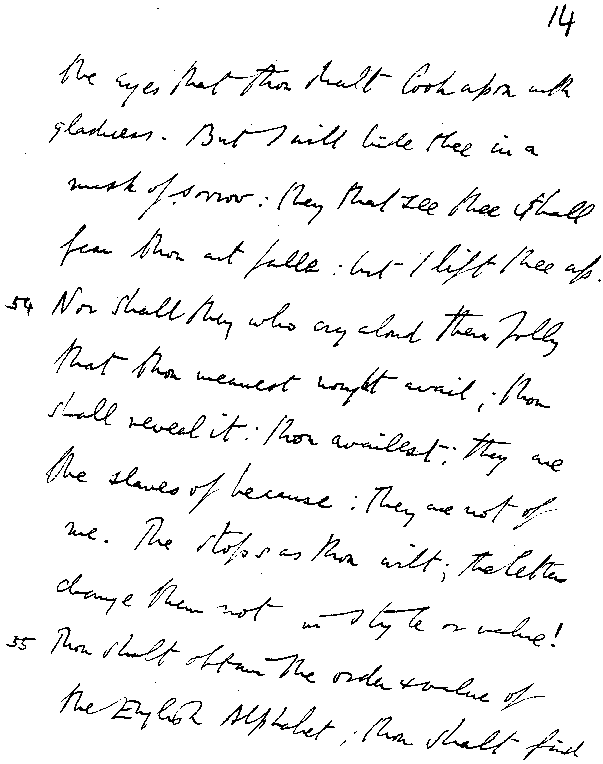 14
the eyes that thou shalt look upon with
gladness. But I will hide thee in a
mask of sorrow: they that see thee shall
fear thou art fallen: but I lift thee up.
54 Nor shall they who cry aloud their folly
that thou meanest nought avail; thou
shall reveal it: thou availest: they are
the slaves of because: They are not of
me. The stops as thou wilt; the letters
change them not in style or value!
55 Thou shalt obtain the order & value of
the English Alphabet; thou shalt find